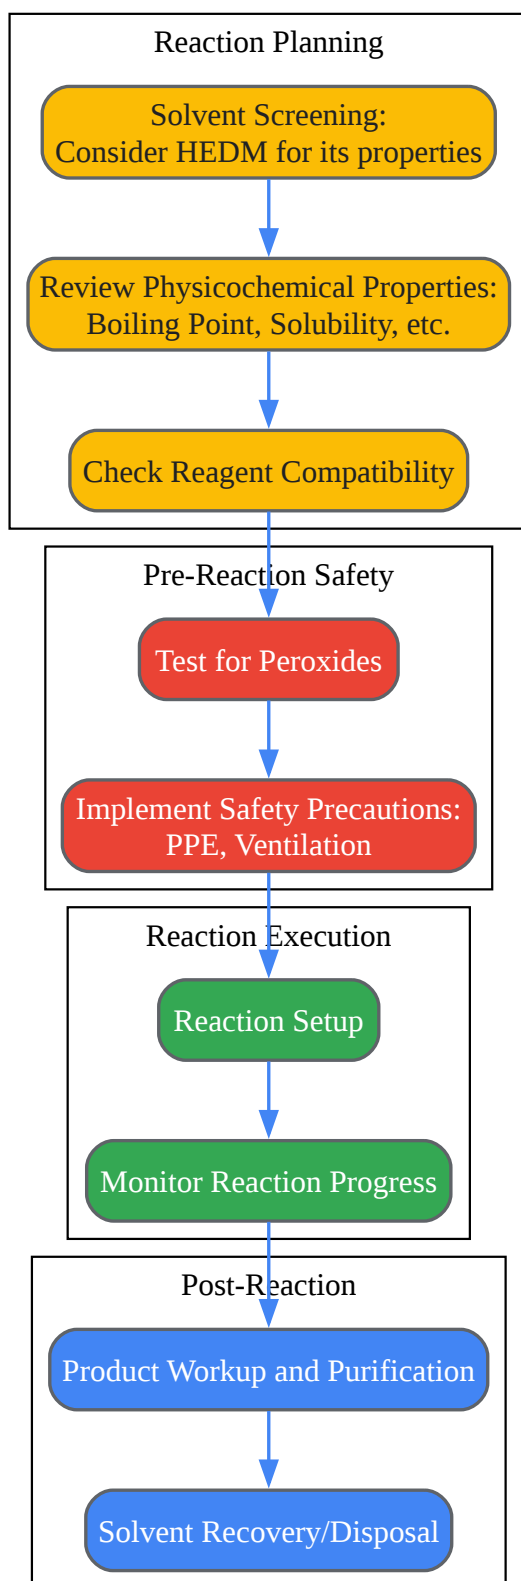 Reaction Planning
Solvent Screening:
Consider HEDM for its properties
Review Physicochemical Properties:
Boiling Point, Solubility, etc.
Check Reagent Compatibility
Pre-Reaction Safety
Test for Peroxides
Implement Safety Precautions:
PPE, Ventilation
Reaction Execution
Reaction Setup
Monitor Reaction Progress
Post-Reaction
Product Workup and Purification
Solvent Recovery/Disposal